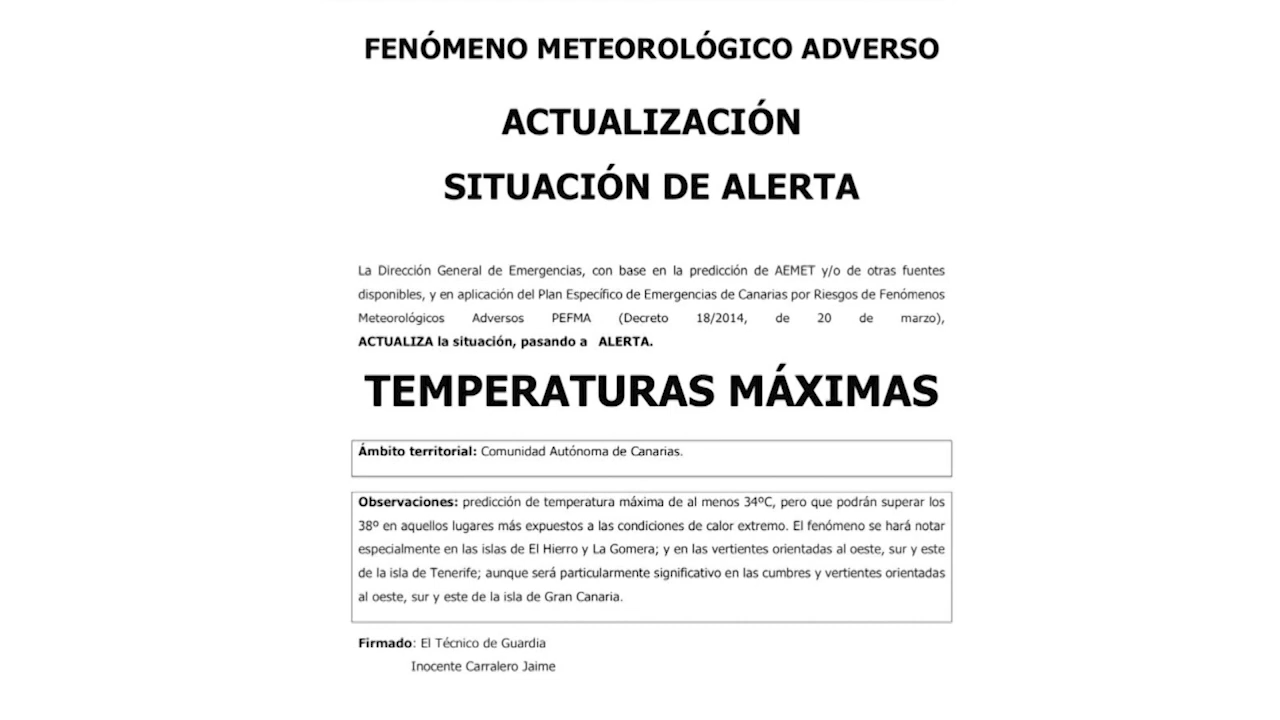 FENÓMENO METEOROLÓGICO ADVERSO
ACTUALIZACIÓN
SITUACIÓN DE ALERTA
La Dirección General de Emergencias, con base en la predicción de AEMET y/o de otras fuentes
disponibles, y en aplicación del Plan Específico de Emergencias de Canarias por Riesgos de Fenómenos
Meteorológicos Adversos PEFMA (Decreto 18/2014, de 20 de marzo),
ACTUALIZA la situación, pasando a ALERTA.
TEMPERATURAS MÁXIMAS
Ámbito territorial: Comunidad Autónoma de Canarias.
Observaciones: predicción de temperatura máxima de al menos 34ºC, pero que podrán superar los
38º en aquellos lugares más expuestos a las condiciones de calor extremo. El fenómeno se hará notar
especialmente en las islas de El Hierro y La Gomera; y en las vertientes orientadas al oeste, sur y este
de la isla de Tenerife; aunque será particularmente significativo en las cumbres y vertientes orientadas
al oeste, sur y este de la isla de Gran Canaria.
Firmado: El Técnico de Guardia
Inocente Carralero Jaime